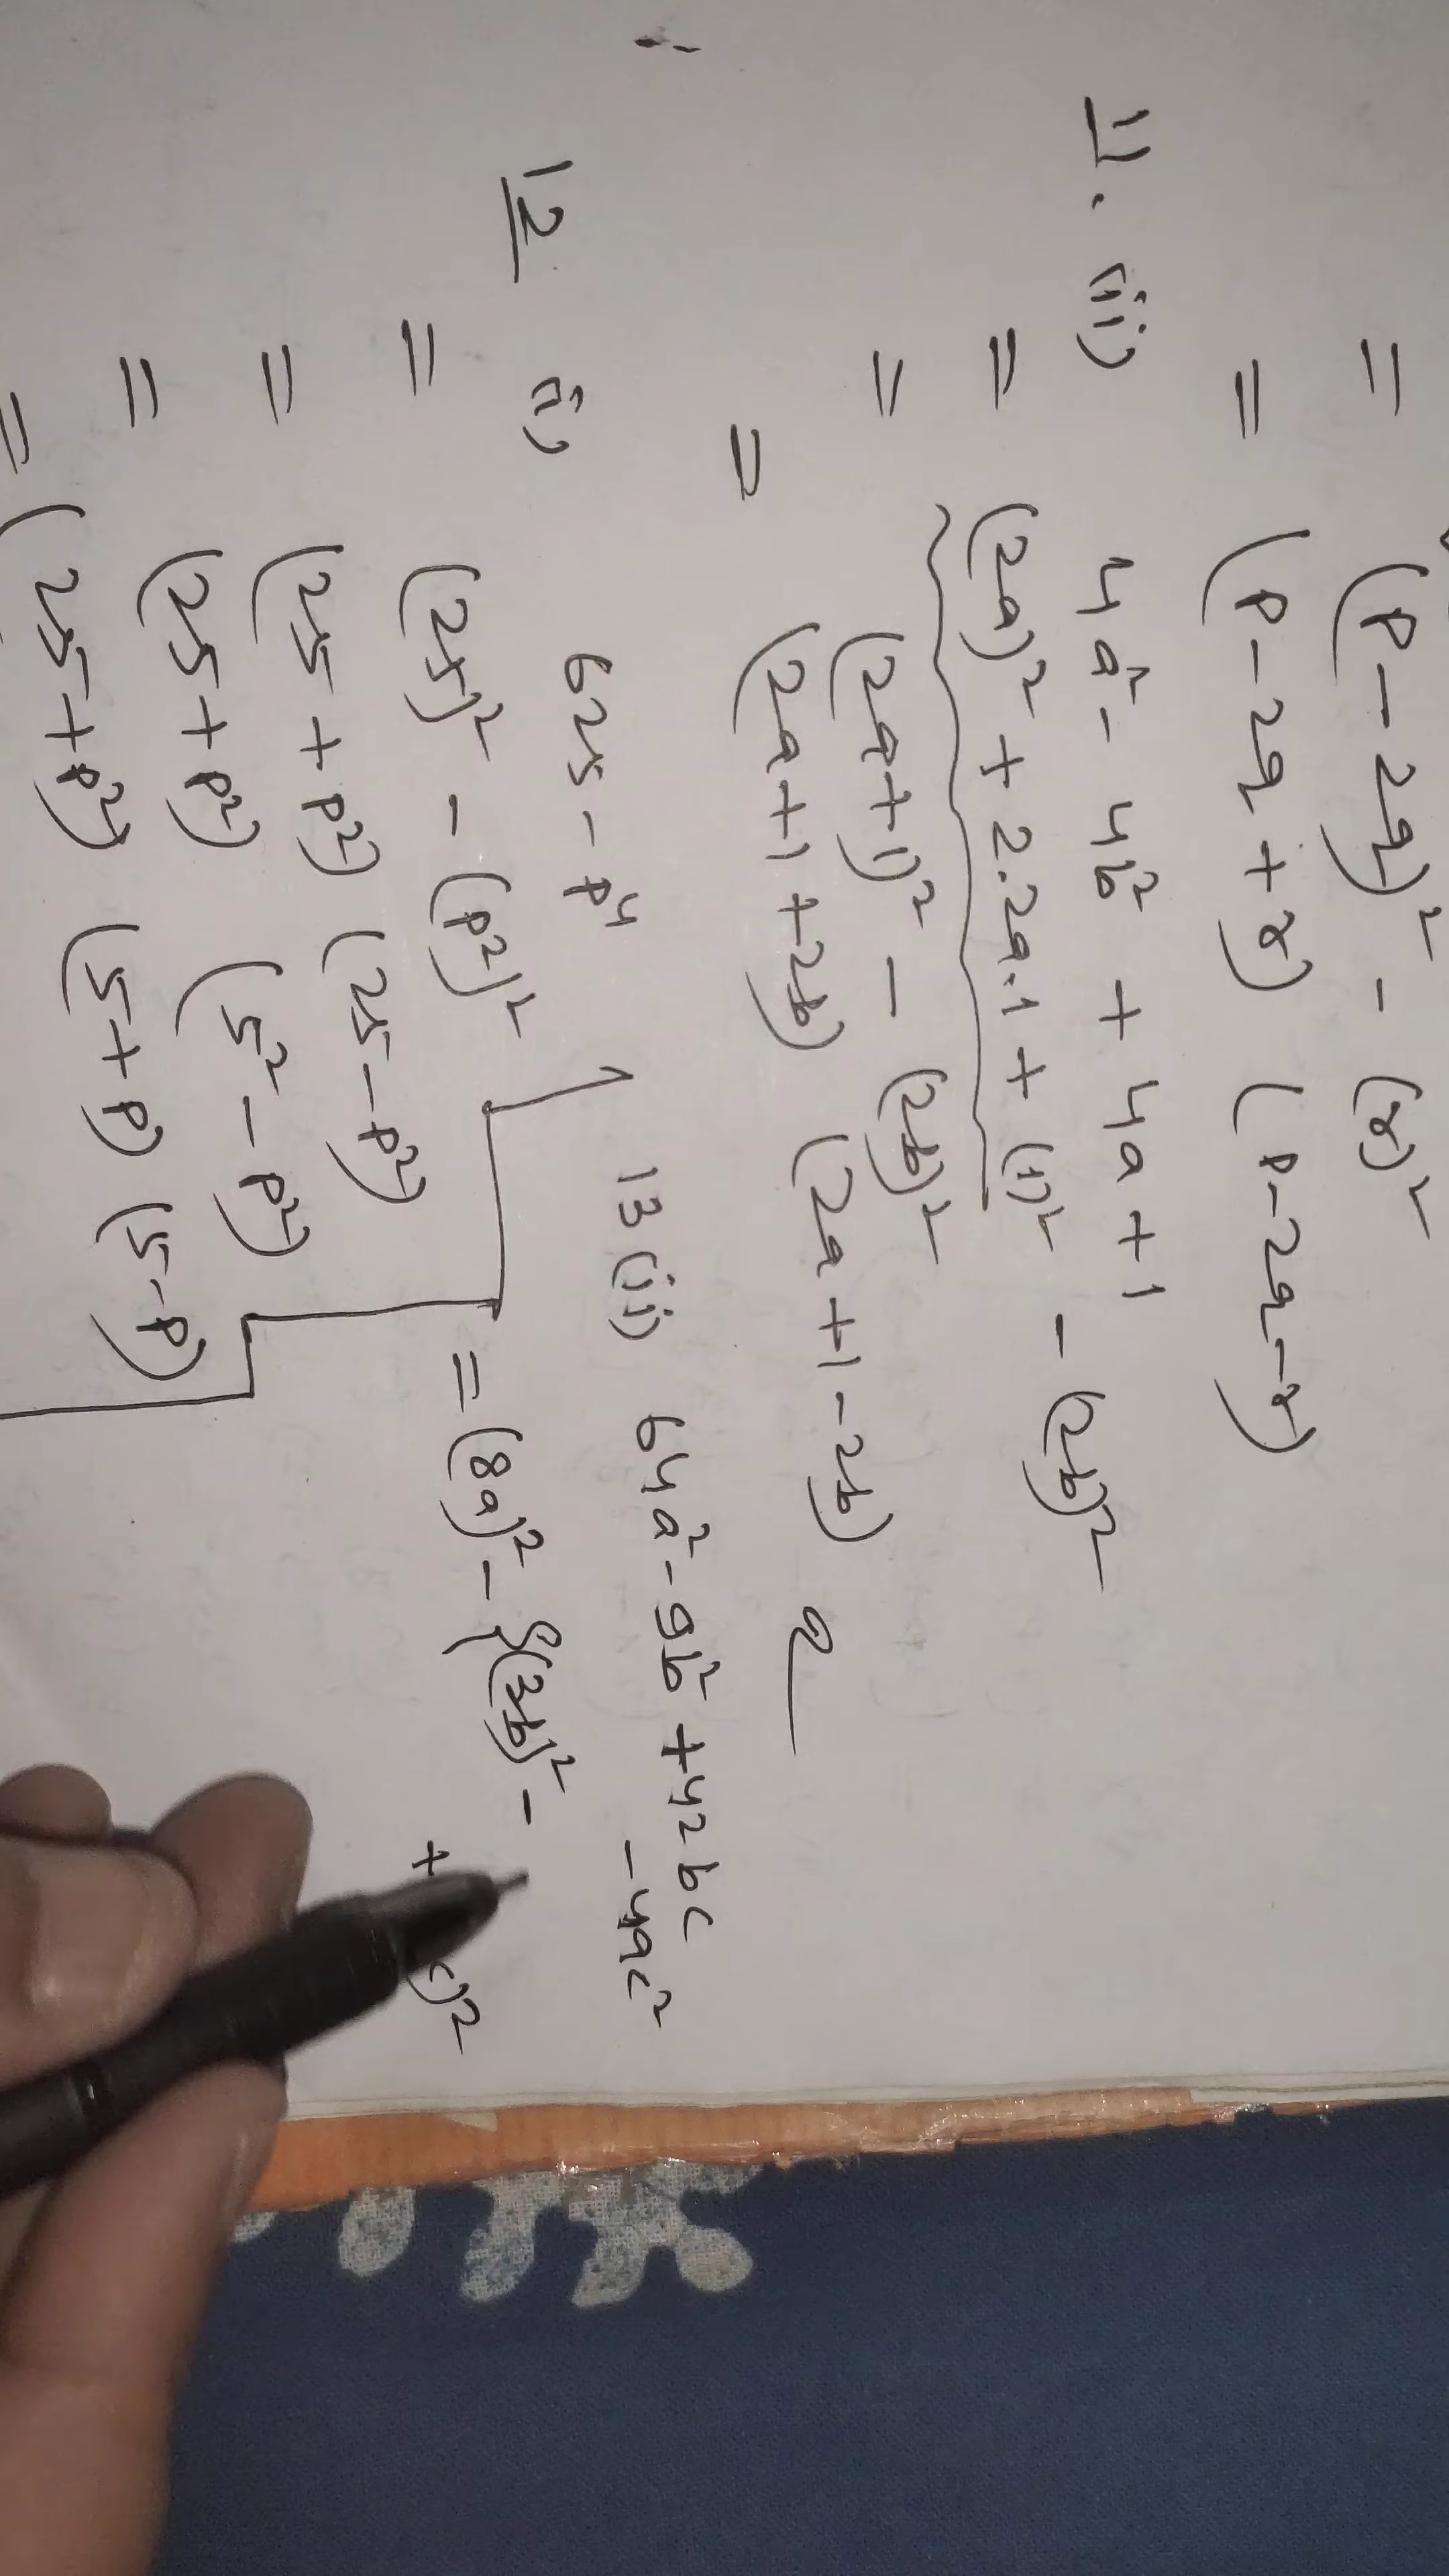 = (P - 2q)² - (r)²
= (P - 2q + r) (P - 2q - r)
11. (ii) 4a² - 4b² + 4a + 1
= (2a)² + 2.2a.1 + (1)² - (2b)²
= (2a+1)² - (2b)²
= (2a+1+2b) (2a+1-2b)
12 (i) 625 - P⁴
= (25)² - (P²)²
= (25 + P²) (25 - P²)
= (25 + P²) (5² - P²)
= (25 + P²) (5 + P) (5 - P)
13 (ii) 64a² - 9b² + 42bc
- 49c²
= (8a)² - {(3b)² -
+ c)²